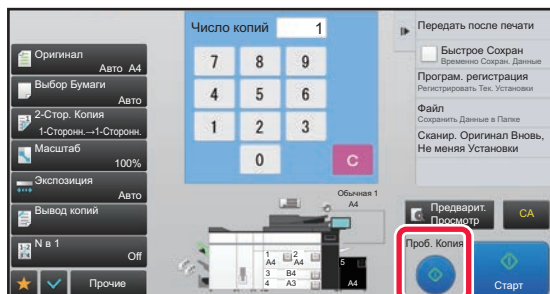 Оригинал
Авто A4
Выбор Бумаги
Авто
2-Стор. Копия
1-Сторонн.→1-Сторонн.
Масштаб
100%
Экспозиция
Авто
Вывод копий
N в 1
Off
Прочие
Число копий 1
7 8 9
4 5 6
1 2 3
0 C
Обычная 1
A4
1 A4 2 A4
3 B4
4 A3
5 A4
Передать после печати
Быстрое Сохран
Временно Сохран. Данные
Програм. регистрация
Регистрировать Тек. Установки
Файл
Сохранить Данные в Папке
Сканир. Оригинал Вновь,
Не меняя Установки
Предварит.
Просмотр
CA
Проб. Копия
Старт